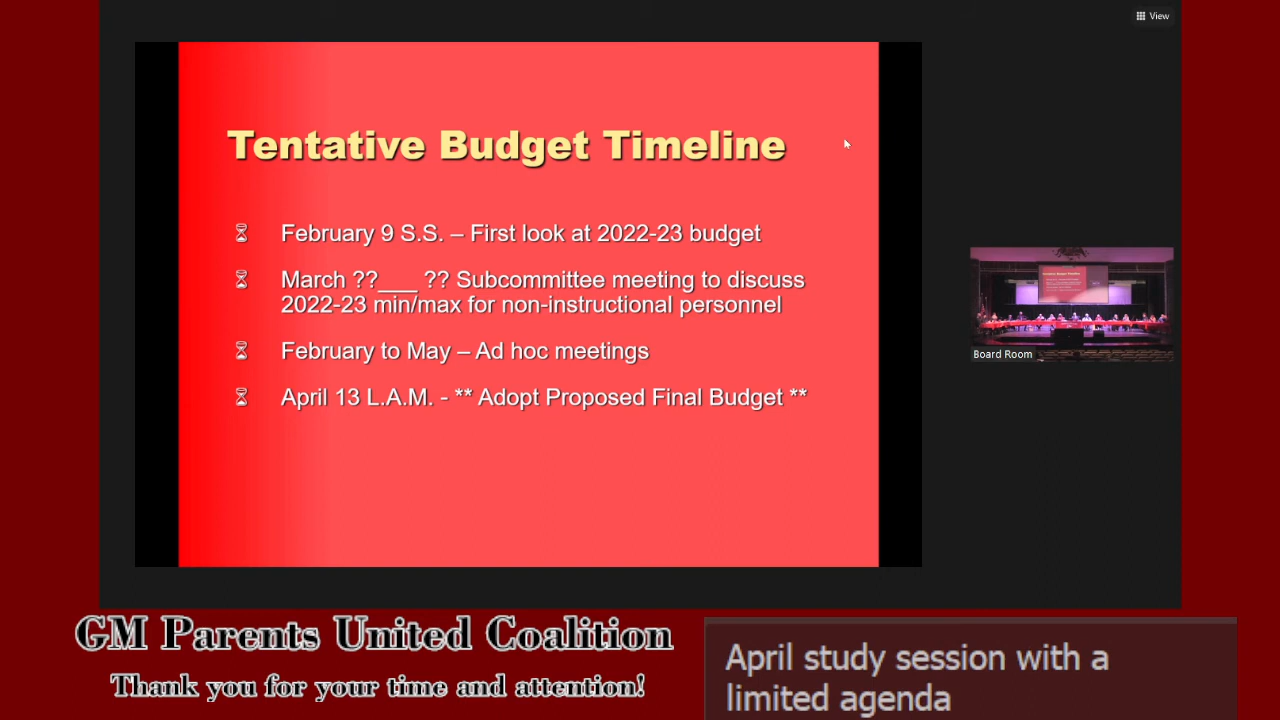 View
Tentative Budget Timeline
February 9 S.S. – First look at 2022-23 budget
March ??___ ?? Subcommittee meeting to discuss
2022-23 min/max for non-instructional personnel
February to May – Ad hoc meetings
April 13 L.A.M. - ** Adopt Proposed Final Budget **
Board Room
GM Parents United Coalition
Thank you for your time and attention!
April study session with a
limited agenda